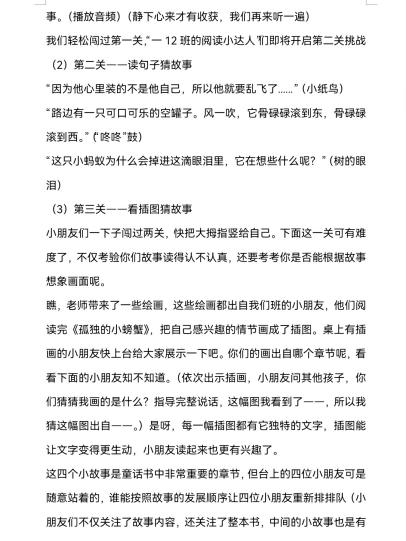 事。（播放音频）（静下心来才有收获，我们再来听一遍）
我们轻松闯过第一关，“一 12 班的阅读小达人”们即将开启第二关挑战
（2）第二关——读句子猜故事
“因为他心里装的不是他自己，所以他就要乱飞了......”（小纸鸟）
“路边有一只可口可乐的空罐子。风一吹，它骨碌碌滚到东，骨碌碌
滚到西。”（“咚咚”鼓）
“这只小蚂蚁为什么会掉进这滴眼泪里，它在想些什么呢？”（树的眼
泪）
（3）第三关——看插图猜故事
小朋友们一下子闯过两关，快把大拇指竖给自己。下面这一关可有难
度了，不仅考验你们故事读得认不认真，还要考考你是否能根据故事
想象画面呢。
瞧，老师带来了一些绘画，这些绘画都出自我们班的小朋友，他们阅
读完《孤独的小螃蟹》，把自己感兴趣的情节画成了插图。桌上有插
画的小朋友快上台给大家展示一下吧。你们的画出自哪个章节呢，看
看下面的小朋友知不知道。（依次出示插画，小朋友问其他孩子，你
们猜猜我画的是什么？指导完整说话，这幅图我看到了——，所以我
猜这幅图出自——。）是呀，每一幅插图都有它独特的文字，插图能
让文字变得更生动，小朋友读起来也更有兴趣了。
这四个小故事是童话书中非常重要的章节，但台上的四位小朋友可是
随意站着的，谁能按照故事的发展顺序让四位小朋友重新排排队（小
朋友们不仅关注了故事内容，还关注了整本书，中间的小故事也是有